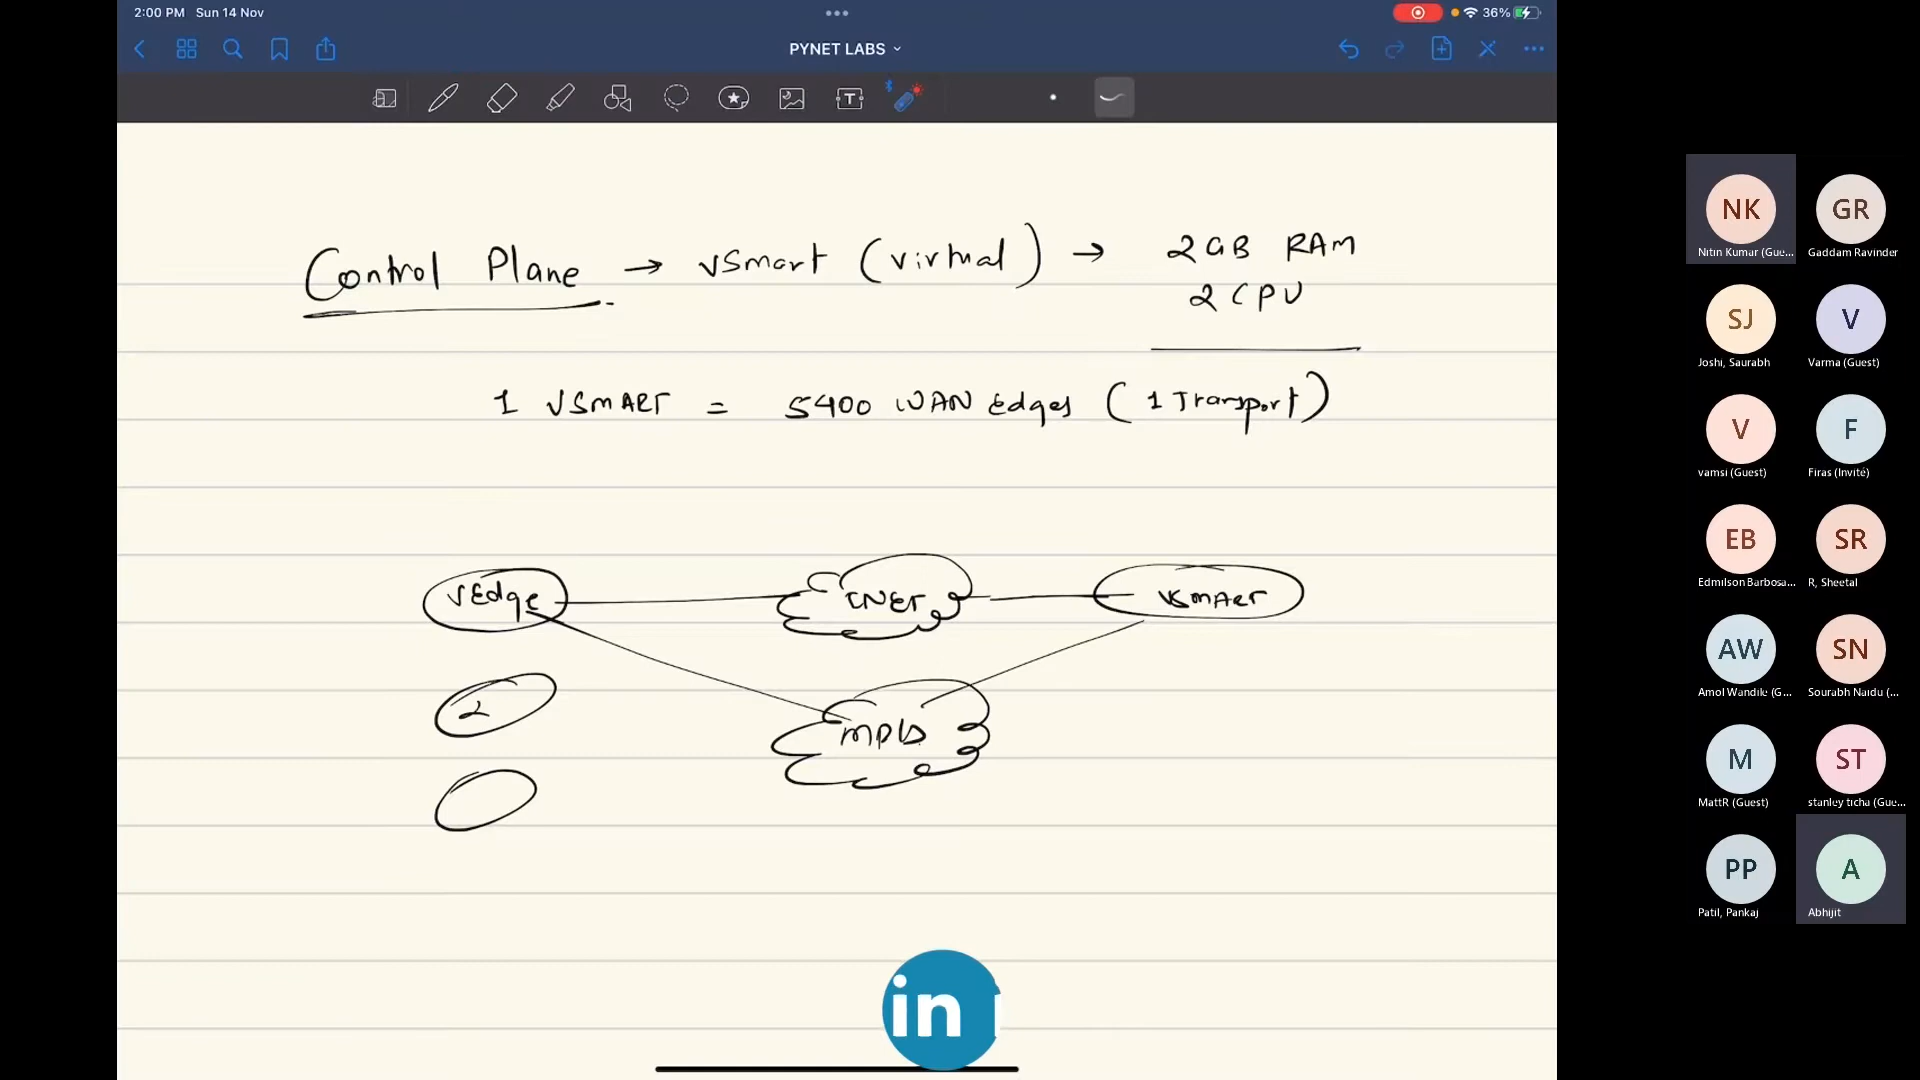 2:00 PM Sun 14 Nov
36%
PYNET LABS
Control Plane → vSmart (virtual) → 2GB RAM
2 CPU
1 VSMART = 5400 WAN Edges (1 Transport)
vEdge
INET
VSMART
2
MPLS
in
NK
Nitin Kumar (Gue...
GR
Gaddam Ravinder
SJ
Joshi, Saurabh
V
Varma (Guest)
V
vamsi (Guest)
F
Firas (Invité)
EB
Edmilson Barbosa...
SR
R, Sheetal
AW
Amol Wandile (G...
SN
Sourabh Naidu (...
M
MattR (Guest)
ST
stanley ticha (Gue...
PP
Patil, Pankaj
A
Abhijit